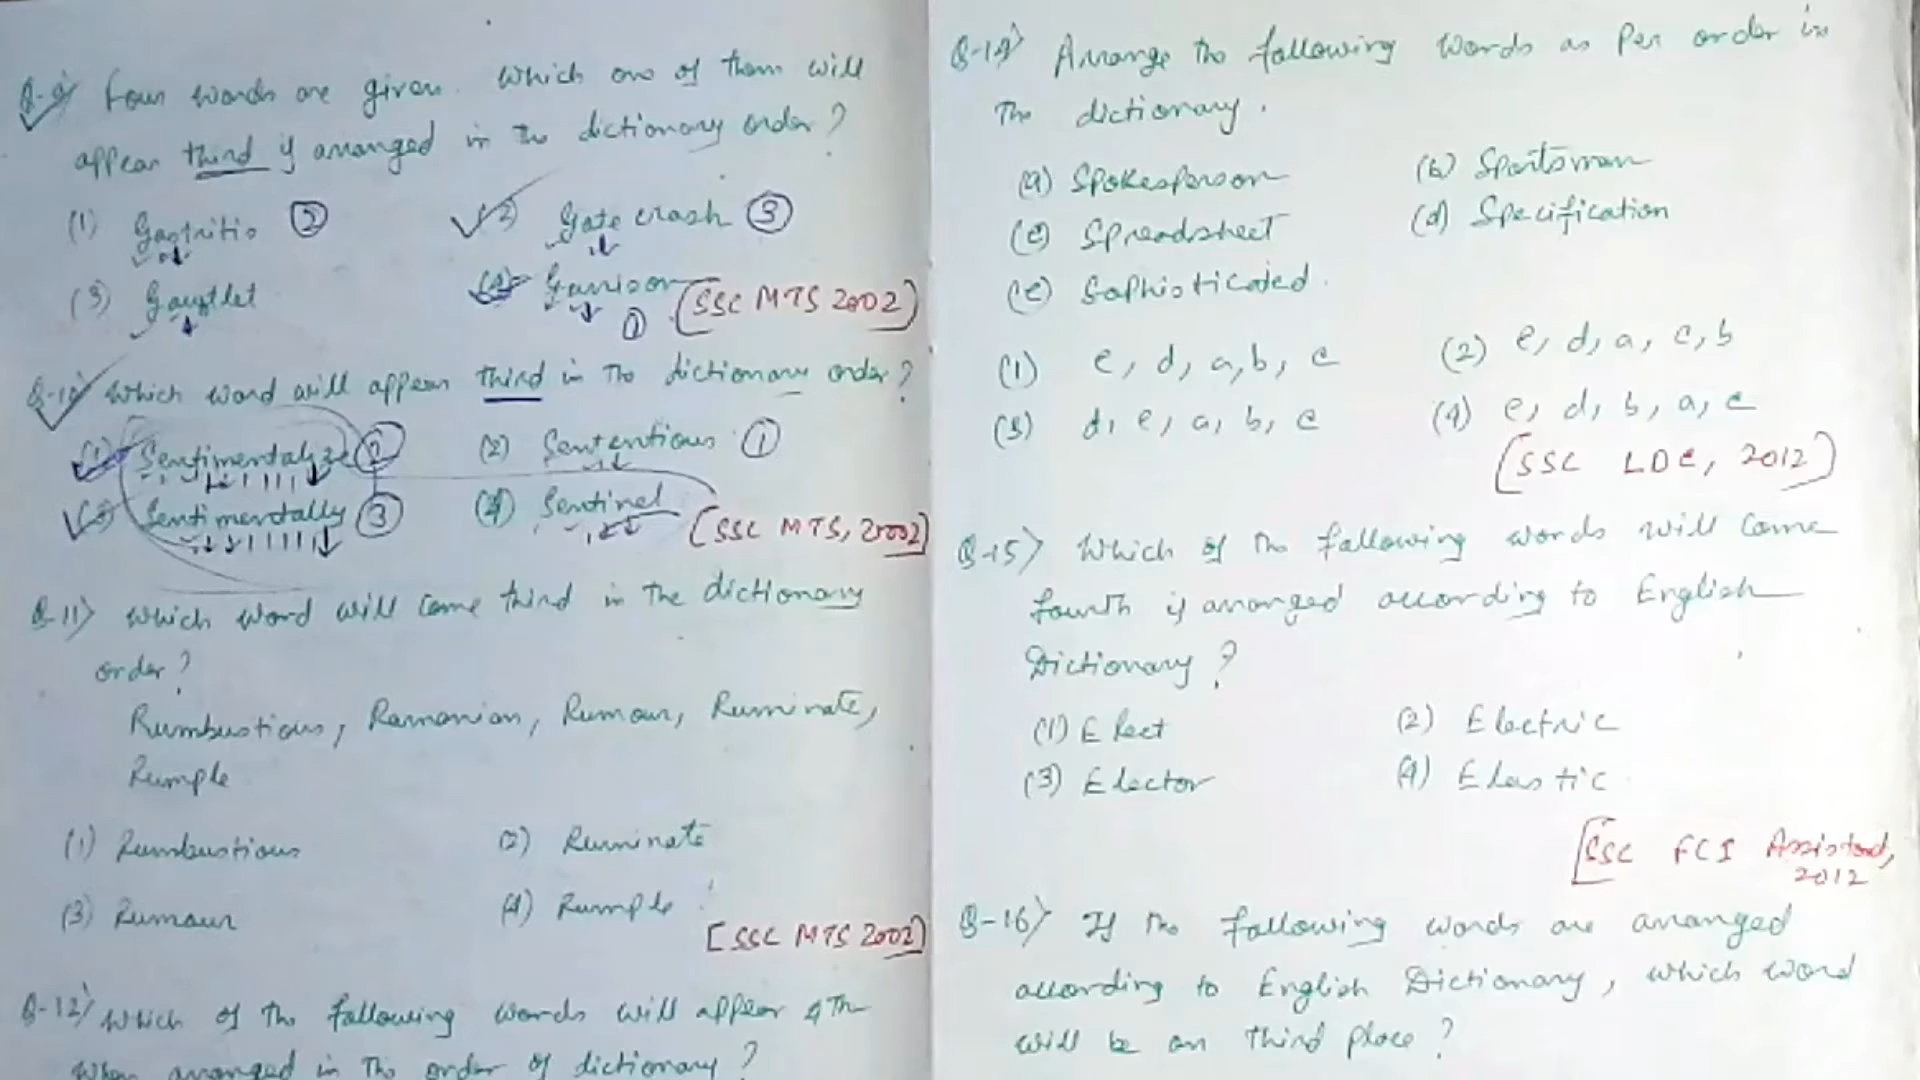 Q-9) Four words are given. Which one of them will
appear third if arranged in the dictionary order?
(1) Gastritis ② (2) Gate crash ③
(3) Gauntlet (4) Garrison ①
[SSC MTS 2002]
Q-10) Which word will appear third in the dictionary order?
(1) Sentimentalize ② (2) Sententious ①
(3) Sentimentally ③ (4) Sentinel
[SSC MTS, 2002]
Q-11) Which word will come third in the dictionary
order?
Rumbustious, Ramanian, Rumour, Ruminate,
Rumple
(1) Rumbustious (2) Ruminate
(3) Rumour (4) Rumple
[SSC MTS 2002]
Q-12) Which of the following words will appear 4th
when arranged in the order of dictionary?
Q-14) Arrange the following words as per order in
the dictionary.
(a) Spokesperson (b) Sportsman
(c) Spreadsheet (d) Specification
(e) Sophisticated.
(1) e, d, a, b, c (2) e, d, a, c, b
(3) d, e, a, b, c (4) e, d, b, a, c
[SSC LDC, 2012]
Q-15) Which of the following words will come
fourth if arranged according to English
Dictionary?
(1) Elect (2) Electric
(3) Elector (4) Elastic
[SSC FCI Assistant,
2012
Q-16) If the following words are arranged
according to English Dictionary, which word
will be on third place?